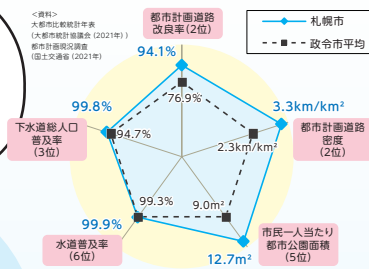 <資料>
大都市比較統計年表
(大都市統計協議会 (2021年) )
都市計画現況調査
(国土交通省 (2021年)
札幌市
政令市平均
都市計画道路
改良率(2位)
94.1%
76.9%
3.3km/km²
2.3km/km²
都市計画道路
密度
(2位)
99.8%
94.7%
下水道総人口
普及率
(3位)
99.3%
99.9%
水道普及率
(6位)
9.0m²
12.7m²
市民一人当たり
都市公園面積
(5位)